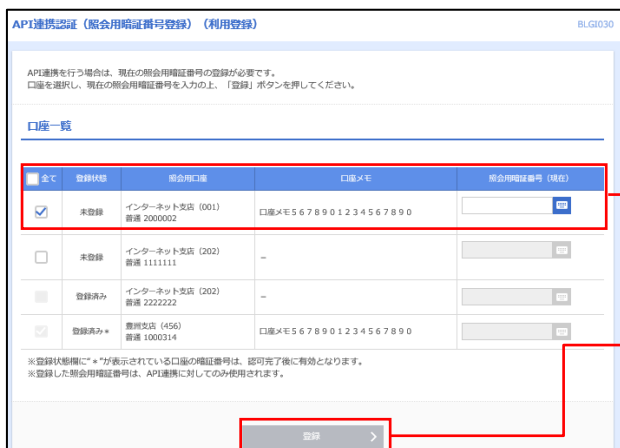 API連携認証（照会用暗証番号登録）（利用登録）
BLGI030
API連携を行う場合は、現在の照会用暗証番号の登録が必要です。
口座を選択し、現在の照会用暗証番号を入力の上、「登録」ボタンを押してください。
口座一覧
全て 登録状態 照会用口座 口座メモ 照会用暗証番号（現在）
未登録 インターネット支店（001） 口座メモ５６７８９０１２３４５６７８９０
普通 2000002
未登録 インターネット支店（202） −
普通 1111111
登録済み インターネット支店（202） −
普通 2222222
登録済み＊ 豊洲支店（456） 口座メモ５６７８９０１２３４５６７８９０
普通 1000314
※登録状態欄に"＊"が表示されている口座の暗証番号は、認可完了後に有効となります。
※登録した照会用暗証番号は、API連携に対してのみ使用されます。
登録